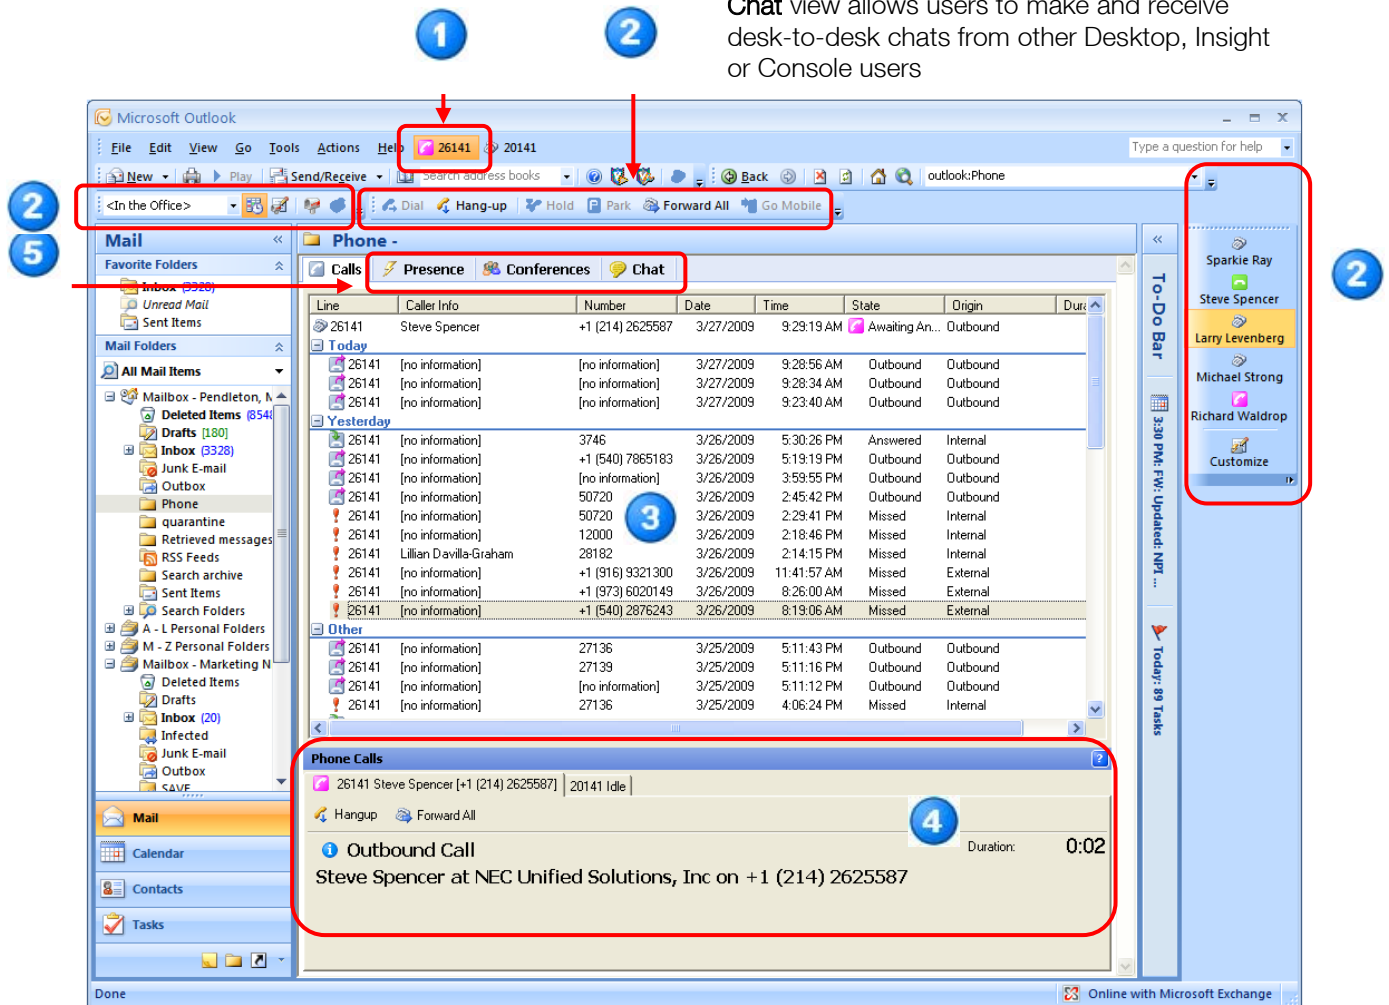 Chat view allows users to make and receive
desk-to-desk chats from other Desktop, Insight
or Console users
1
2
Microsoft Outlook
File Edit View Go Tools Actions Help 26141 20141
Type a question for help
New Play Send/Receive Search address books Back outlook:Phone
2
<In the Office> Dial Hang-up Hold Park Forward All Go Mobile
5
Mail
Favorite Folders
Inbox (3328)
Unread Mail
Sent Items
Mail Folders
All Mail Items
Mailbox - Pendleton, M
Deleted Items (8548
Drafts [180]
Inbox (3328)
Junk E-mail
Outbox
Phone
quarantine
Retrieved messages
RSS Feeds
Search archive
Sent Items
Search Folders
A - L Personal Folders
M - Z Personal Folders
Mailbox - Marketing N
Deleted Items
Drafts
Inbox (20)
Infected
Junk E-mail
Outbox
SAVE
Mail
Calendar
Contacts
Tasks
Phone -
Calls Presence Conferences Chat
Line Caller Info Number Date Time State Origin Dura
26141 Steve Spencer +1 (214) 2625587 3/27/2009 9:29:19 AM Awaiting An... Outbound
Today
26141 [no information] [no information] 3/27/2009 9:28:56 AM Outbound Outbound
26141 [no information] [no information] 3/27/2009 9:28:34 AM Outbound Outbound
26141 [no information] [no information] 3/27/2009 9:23:40 AM Outbound Outbound
Yesterday
26141 [no information] 3746 3/26/2009 5:30:26 PM Answered Internal
26141 [no information] +1 (540) 7865183 3/26/2009 5:19:19 PM Outbound Outbound
26141 [no information] [no information] 3/26/2009 3:59:55 PM Outbound Outbound
26141 [no information] 50720 3/26/2009 2:45:42 PM Outbound Outbound
26141 [no information] 50720 3/26/2009 2:29:41 PM Missed Internal
3
26141 [no information] 12000 3/26/2009 2:18:46 PM Missed Internal
26141 Lillian Davilla-Graham 28182 3/26/2009 2:14:15 PM Missed Internal
26141 [no information] +1 (916) 9321300 3/26/2009 11:41:57 AM Missed External
26141 [no information] +1 (973) 6020149 3/26/2009 8:26:00 AM Missed External
26141 [no information] +1 (540) 2876243 3/26/2009 8:19:06 AM Missed External
Other
26141 [no information] 27136 3/25/2009 5:11:43 PM Outbound Outbound
26141 [no information] 27139 3/25/2009 5:11:16 PM Outbound Outbound
26141 [no information] [no information] 3/25/2009 5:11:12 PM Outbound Outbound
26141 [no information] 27136 3/25/2009 4:06:24 PM Missed Internal
Phone Calls
26141 Steve Spencer [+1 (214) 2625587] 20141 Idle
Hangup Forward All
4
Outbound Call Duration: 0:02
Steve Spencer at NEC Unified Solutions, Inc on +1 (214) 2625587
To-Do Bar
3:30 PM: FW: Updated: NPI ...
Today: 89 Tasks
Sparkie Ray
Steve Spencer
Larry Levenberg
Michael Strong
Richard Waldrop
Customize
2
Done
Online with Microsoft Exchange